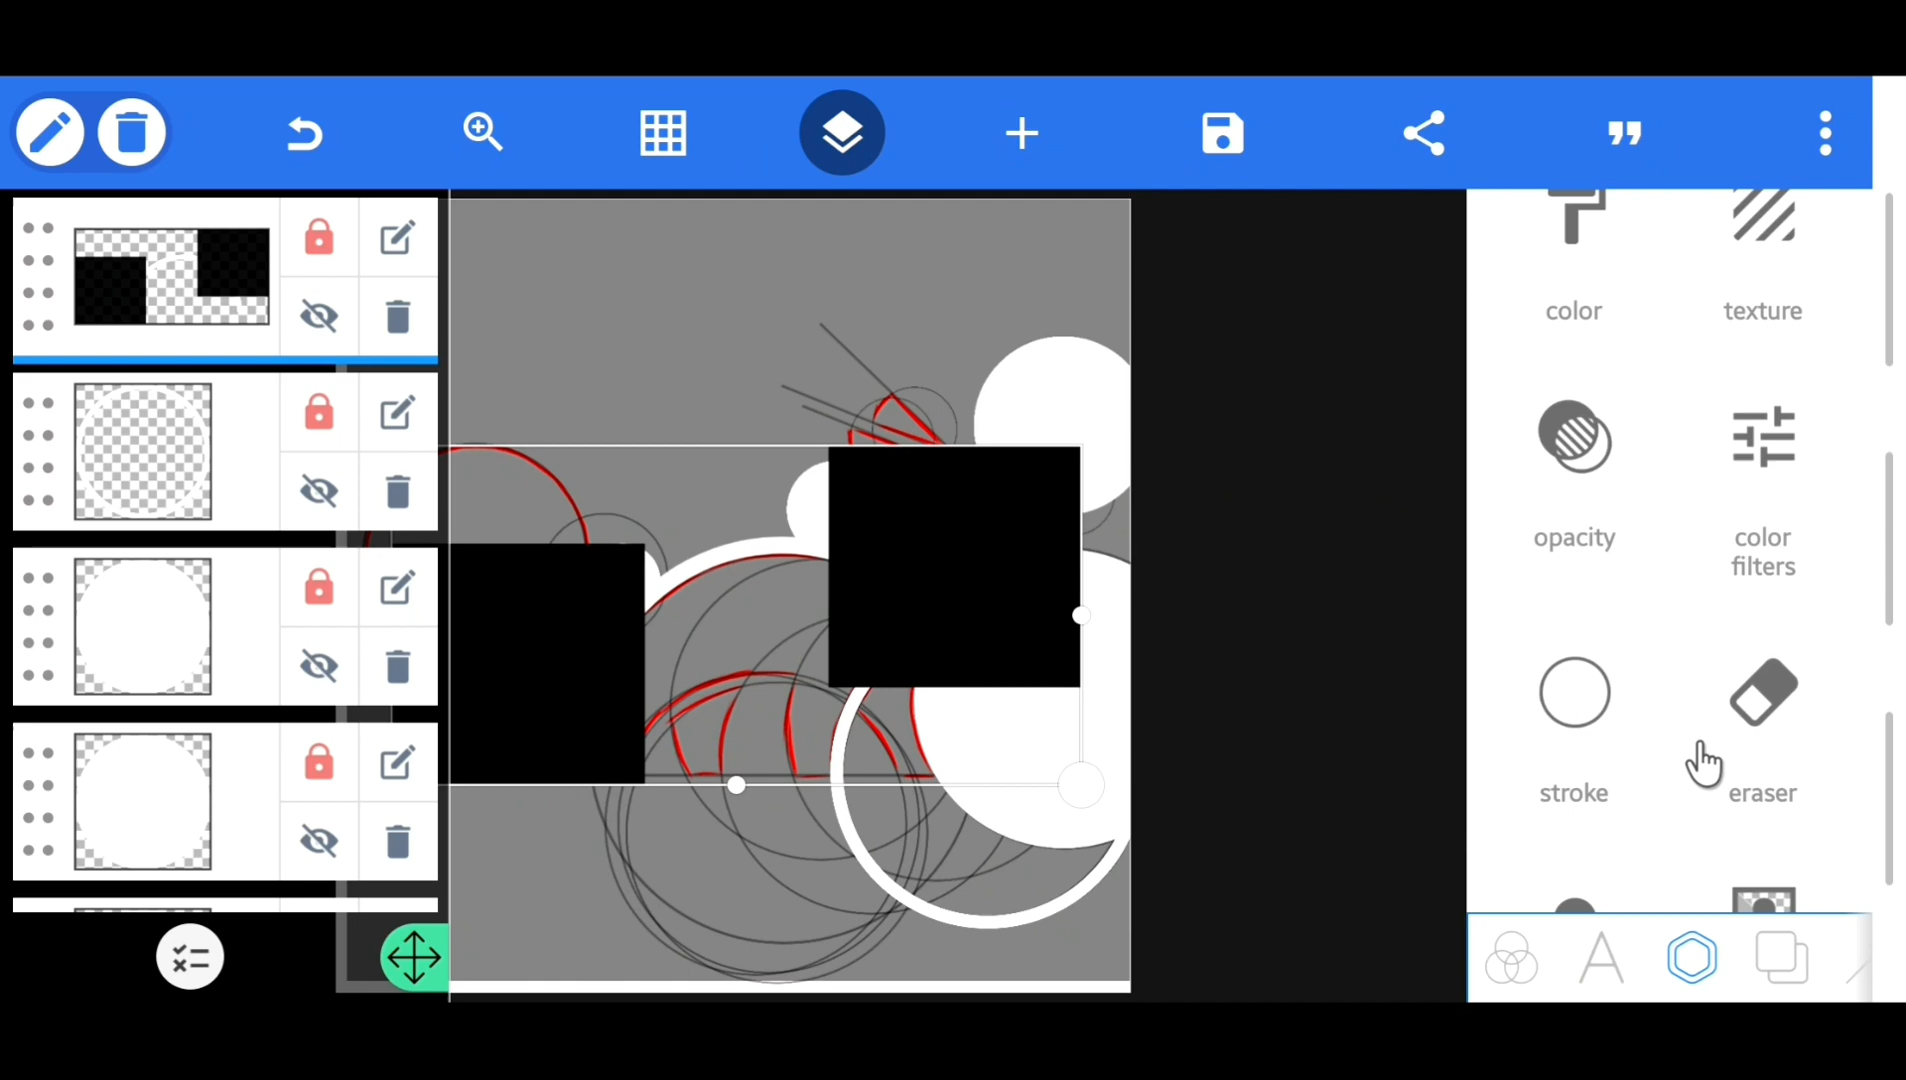 color
texture
opacity
color
filters
stroke
eraser